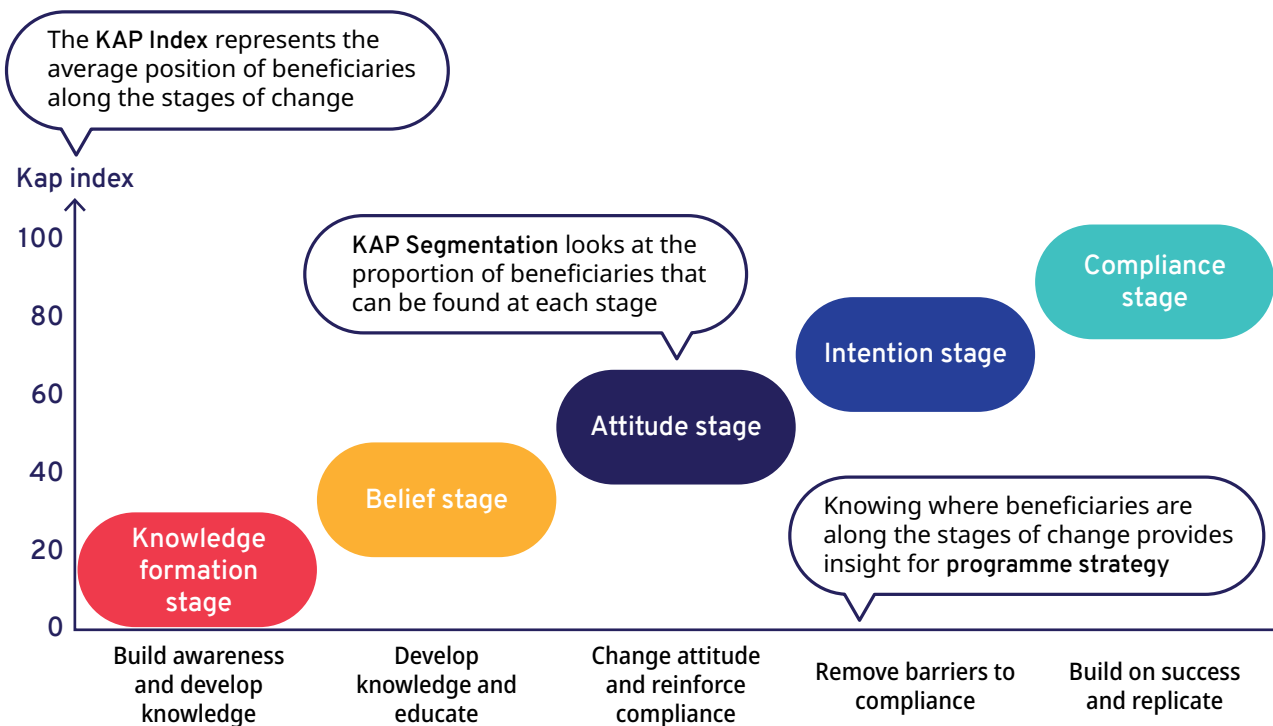 The KAP Index represents the
average position of beneficiaries
along the stages of change
Kap index
100
80
60
40
20
0
KAP Segmentation looks at the
proportion of beneficiaries that
can be found at each stage
Compliance
stage
Intention stage
Attitude stage
Belief stage
Knowledge
formation
stage
Knowing where beneficiaries are
along the stages of change provides
insight for programme strategy
Build awareness
and develop
knowledge
Develop
knowledge and
educate
Change attitude
and reinforce
compliance
Remove barriers to
compliance
Build on success
and replicate